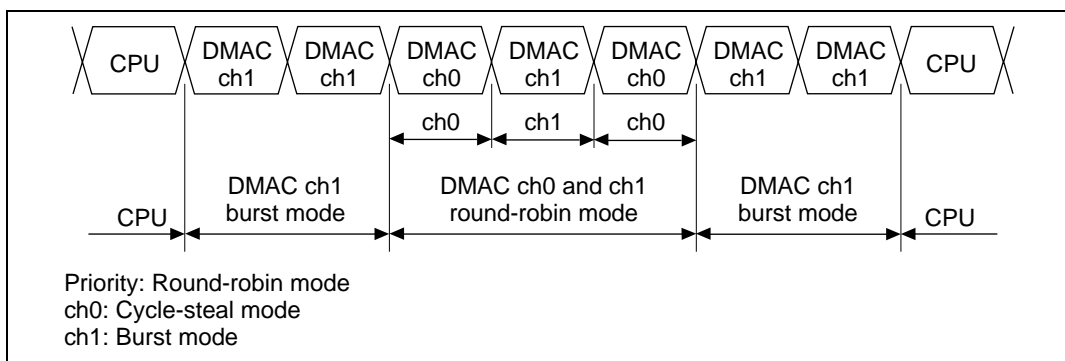 CPU
DMAC
ch1
DMAC
ch1
DMAC
ch0
DMAC
ch1
DMAC
ch0
DMAC
ch1
DMAC
ch1
CPU
ch0
ch1
ch0
CPU
DMAC ch1
burst mode
DMAC ch0 and ch1
round-robin mode
DMAC ch1
burst mode
CPU
Priority: Round-robin mode
ch0: Cycle-steal mode
ch1: Burst mode